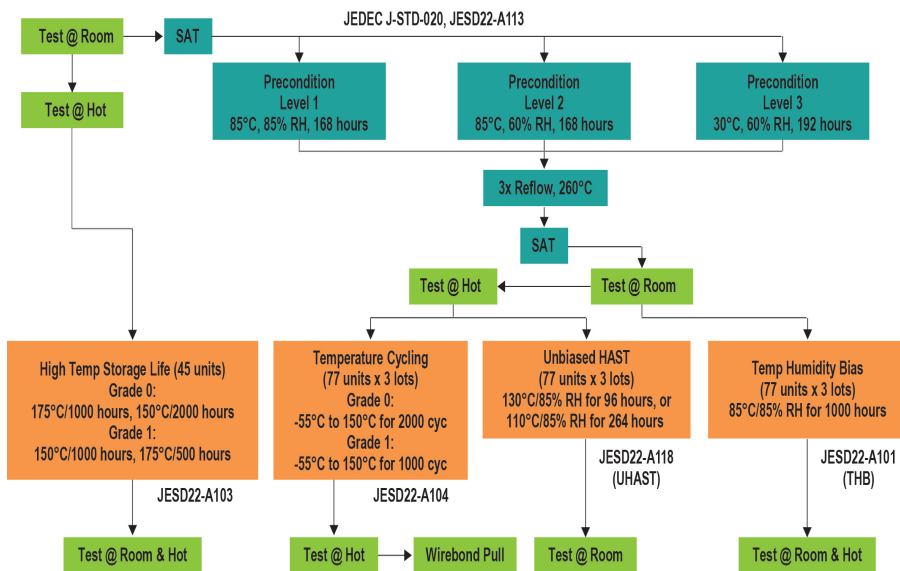 JEDEC J-STD-020, JESD22-A113
Test @ Room
SAT
Test @ Hot
Precondition
Level 1
85°C, 85% RH, 168 hours
Precondition
Level 2
85°C, 60% RH, 168 hours
Precondition
Level 3
30°C, 60% RH, 192 hours
3x Reflow, 260°C
SAT
Test @ Hot
Test @ Room
High Temp Storage Life (45 units)
Grade 0:
175°C/1000 hours, 150°C/2000 hours
Grade 1:
150°C/1000 hours, 175°C/500 hours
Temperature Cycling
(77 units x 3 lots)
Grade 0:
-55°C to 150°C for 2000 cyc
Grade 1:
-55°C to 150°C for 1000 cyc
Unbiased HAST
(77 units x 3 lots)
130°C/85% RH for 96 hours, or
110°C/85% RH for 264 hours
Temp Humidity Bias
(77 units x 3 lots)
85°C/85% RH for 1000 hours
JESD22-A103
JESD22-A104
JESD22-A118
(UHAST)
JESD22-A101
(THB)
Test @ Room & Hot
Test @ Hot
Wirebond Pull
Test @ Room
Test @ Room & Hot